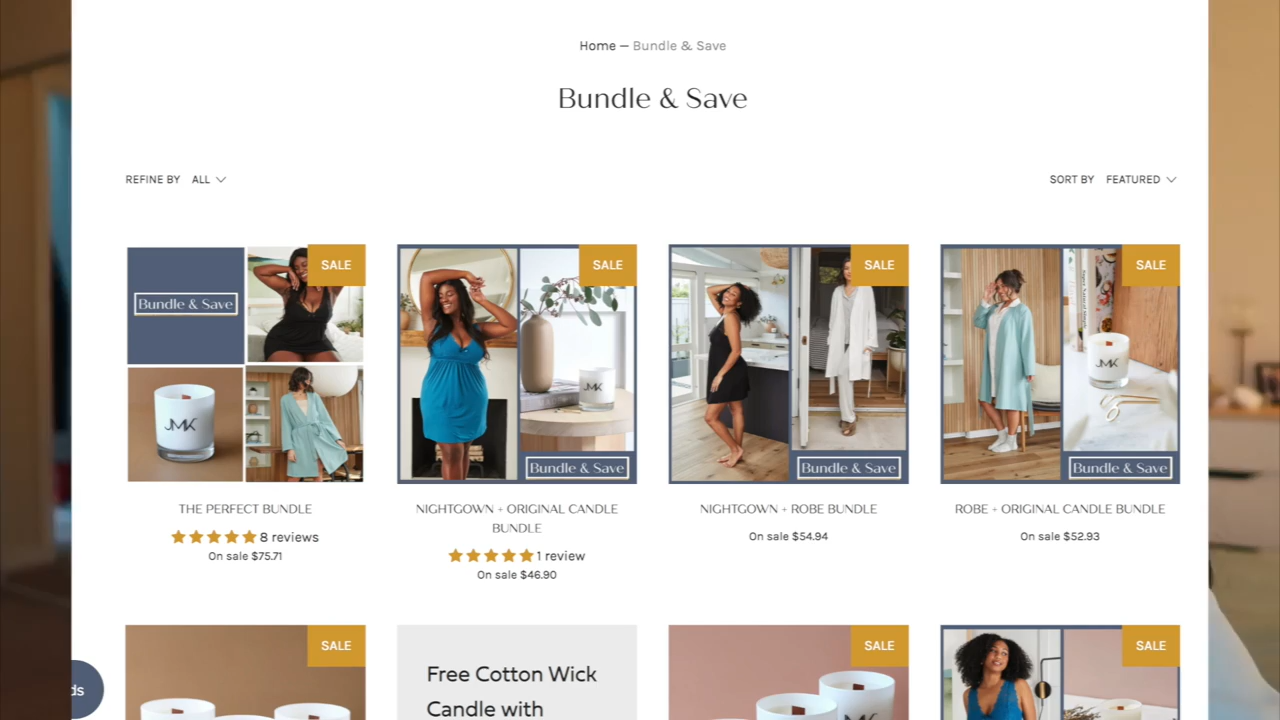 Home — Bundle & Save
Bundle & Save
REFINE BY ALL
SORT BY FEATURED
SALE
Bundle & Save
JMK
THE PERFECT BUNDLE
8 reviews
On sale $75.71
SALE
JMK
Bundle & Save
NIGHTGOWN + ORIGINAL CANDLE
BUNDLE
1 review
On sale $46.90
SALE
Bundle & Save
NIGHTGOWN + ROBE BUNDLE
On sale $54.94
SALE
JMK
Bundle & Save
ROBE + ORIGINAL CANDLE BUNDLE
On sale $52.93
ds
SALE
Free Cotton Wick
Candle with
SALE
SALE